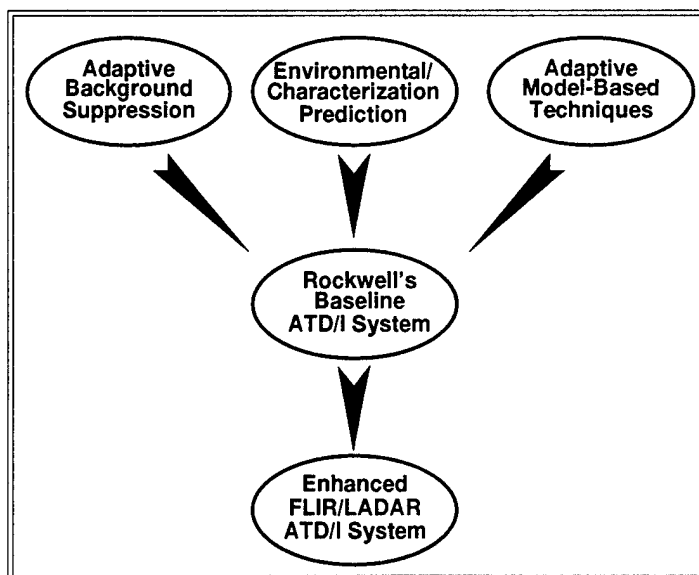 Adaptive
Background
Suppression
Environmental/
Characterization
Prediction
Adaptive
Model-Based
Techniques
Rockwell's
Baseline
ATD/I System
Enhanced
FLIR/LADAR
ATD/I System